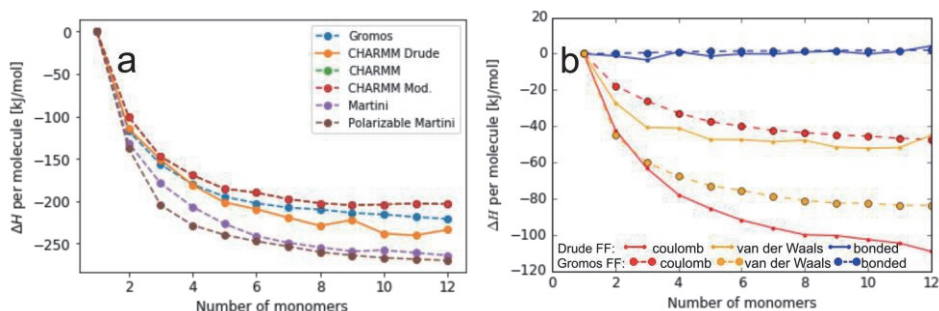 a
0
−50
−100
−150
−200
−250
ΔH per molecule [kJ/mol]
Gromos
CHARMM Drude
CHARMM
CHARMM Mod.
Martini
Polarizable Martini
2 4 6 8 10 12
Number of monomers
b
20
0
−20
−40
−60
−80
−100
−120
ΔH per molecule [kJ/mol]
Drude FF: coulomb van der Waals bonded
Gromos FF: coulomb van der Waals bonded
0 2 4 6 8 10 12
Number of monomers